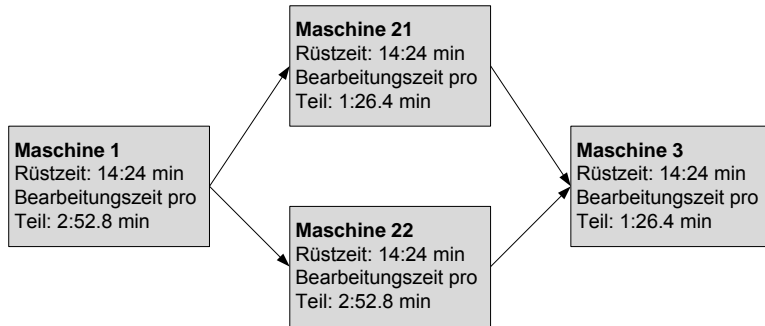 Maschine 21
Rüstzeit: 14:24 min
Bearbeitungszeit pro
Teil: 1:26.4 min
Maschine 1
Rüstzeit: 14:24 min
Bearbeitungszeit pro
Teil: 2:52.8 min
Maschine 3
Rüstzeit: 14:24 min
Bearbeitungszeit pro
Teil: 1:26.4 min
Maschine 22
Rüstzeit: 14:24 min
Bearbeitungszeit pro
Teil: 2:52.8 min